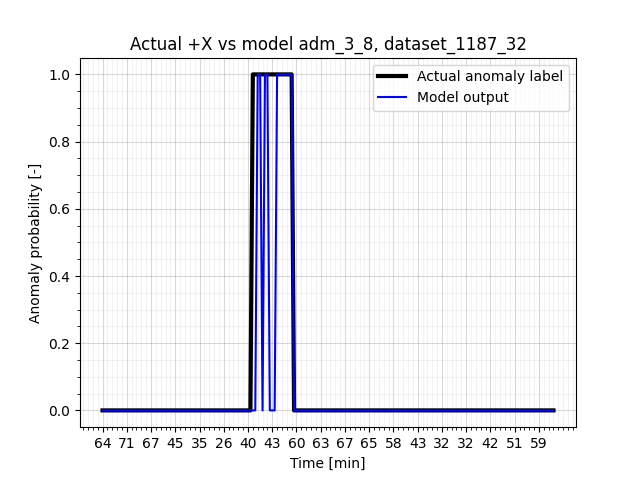 Actual +X vs model adm_3_8, dataset_1187_32
Actual anomaly label
Model output
Anomaly probability [-]
1.0
0.8
0.6
0.4
0.2
0.0
64 71 67 45 35 26 40 43 60 63 67 65 58 43 32 32 42 51 59
Time [min]